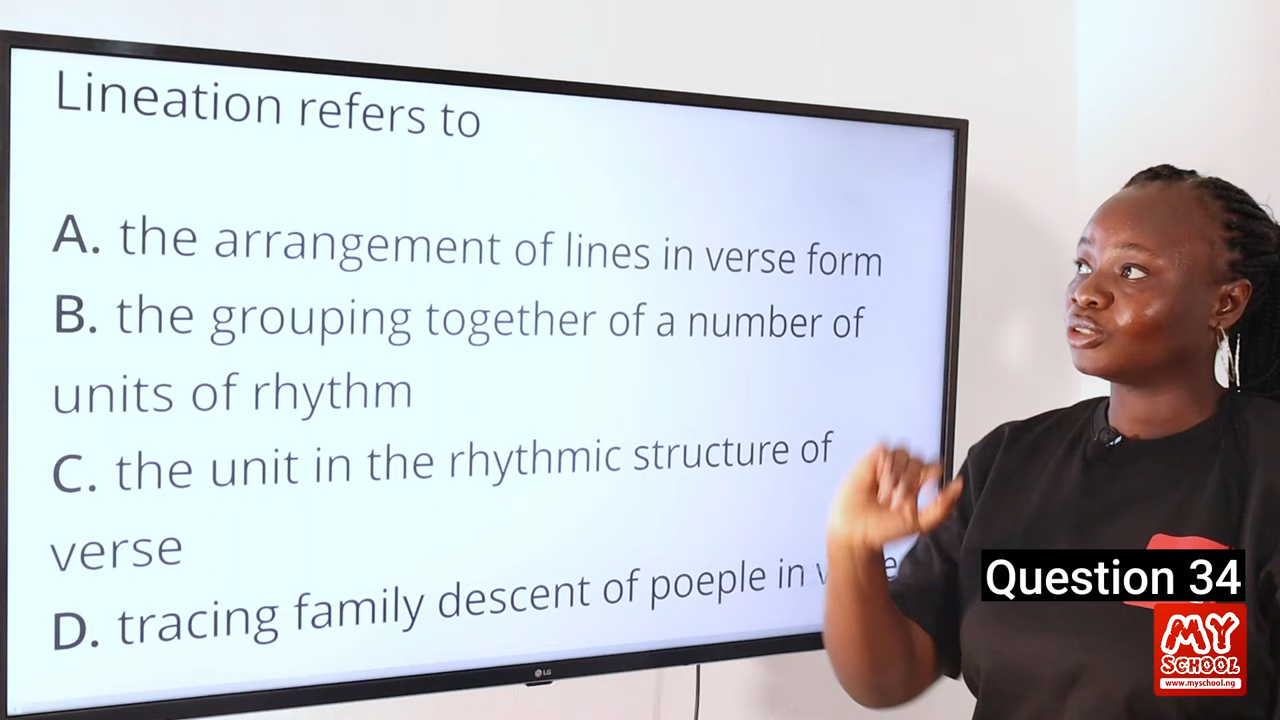 Lineation refers to
A. the arrangement of lines in verse form
B. the grouping together of a number of
units of rhythm
C. the unit in the rhythmic structure of
verse
D. tracing family descent of poeple in
LG
Question 34
MY
SCHOOL
www.myschool.ng